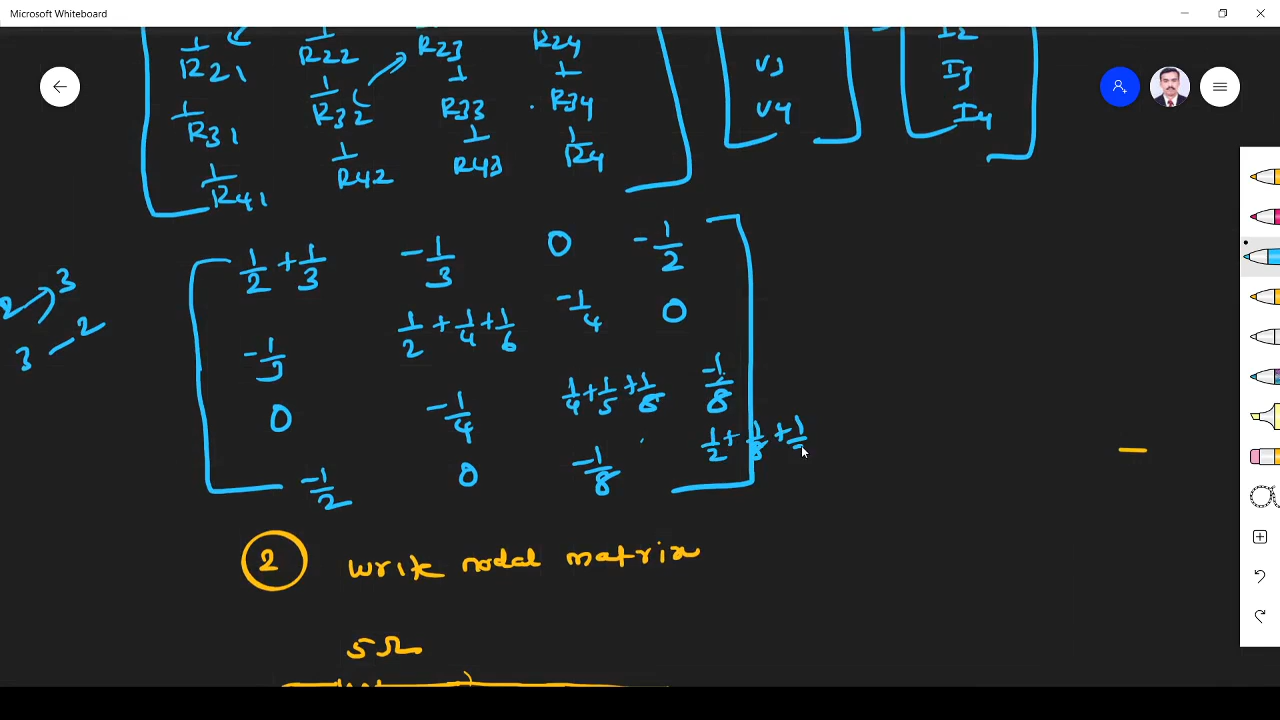 Microsoft Whiteboard
1/R21 1/R22 R23 R24 I2
1/R31 1/R32 1/R33 1/R34 V3 I3
1/R41 1/R42 1/R43 1/R4 V4 I4
1/2 + 1/3 -1/3 0 -1/2
-1/3 1/2 + 1/4 + 1/6 -1/4 0
0 -1/4 1/4 + 1/5 + 1/8 -1/8
-1/2 0 -1/8 1/2 + 1/8 +
2 3
3 2
2 write nodal matrix
5Ω